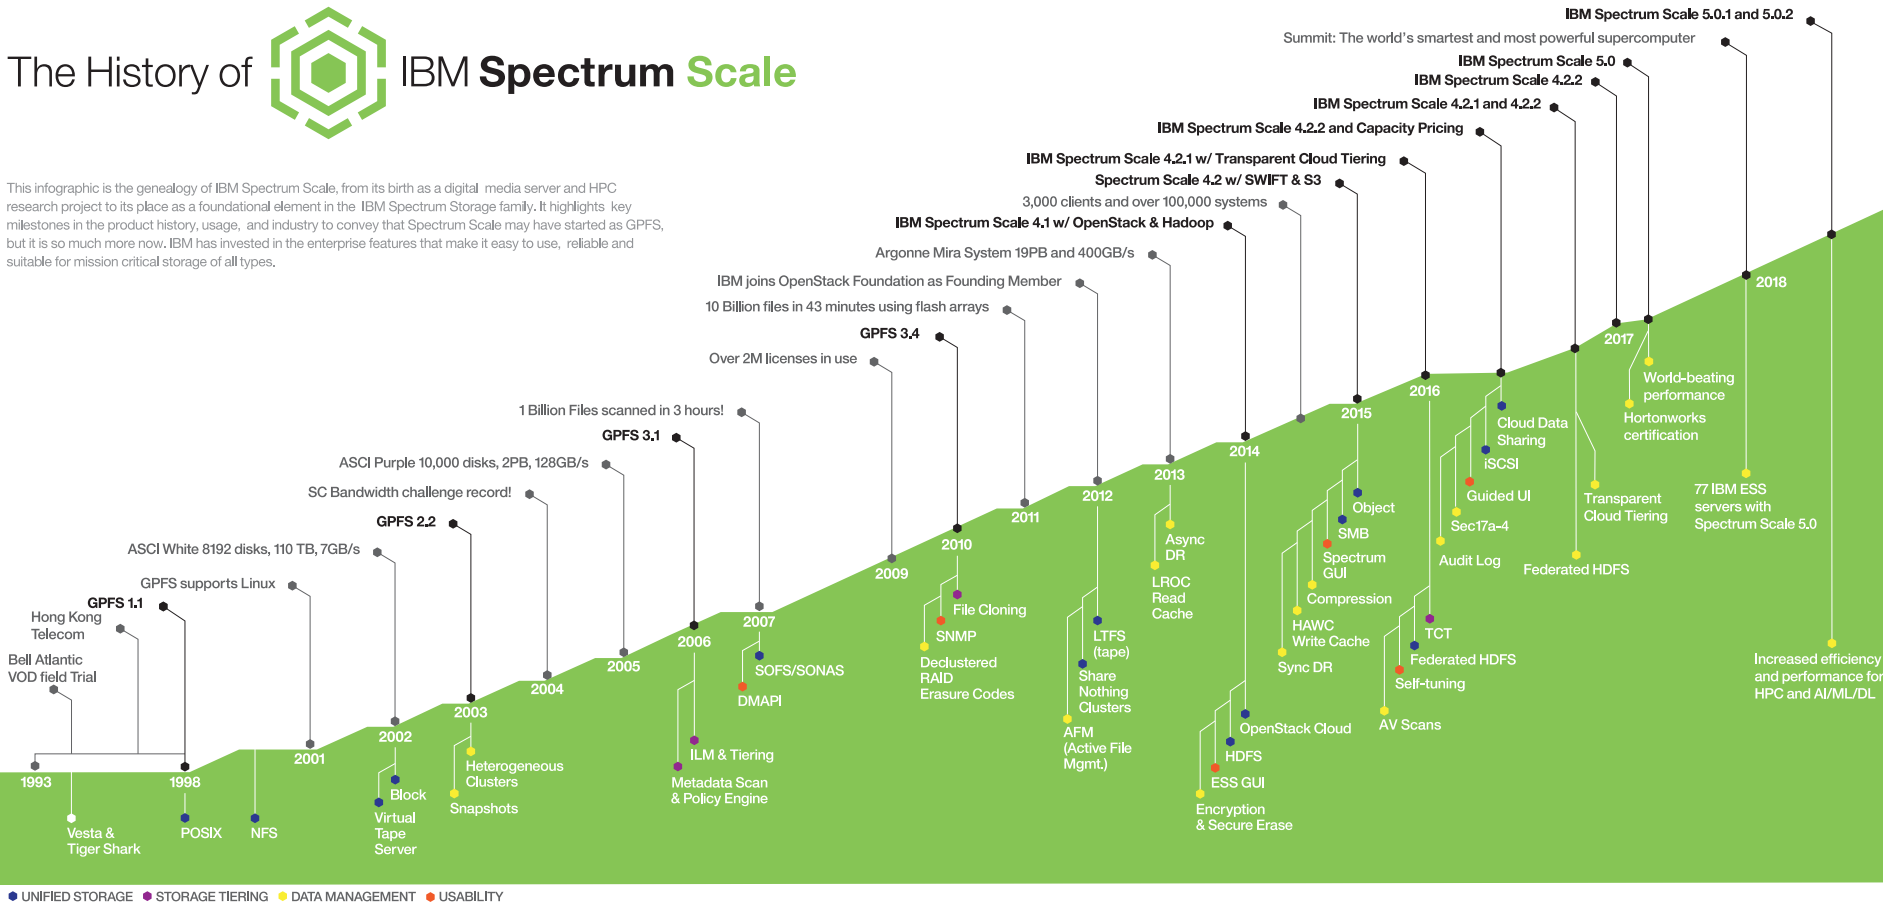 The History of IBM Spectrum Scale
This infographic is the genealogy of IBM Spectrum Scale, from its birth as a digital media server and HPC
research project to its place as a foundational element in the IBM Spectrum Storage family. It highlights key
milestones in the product history, usage, and industry to convey that Spectrum Scale may have started as GPFS,
but it is so much more now. IBM has invested in the enterprise features that make it easy to use, reliable and
suitable for mission critical storage of all types.
IBM Spectrum Scale 5.0.1 and 5.0.2
Summit: The world's smartest and most powerful supercomputer
IBM Spectrum Scale 5.0
IBM Spectrum Scale 4.2.2
IBM Spectrum Scale 4.2.1 and 4.2.2
IBM Spectrum Scale 4.2.2 and Capacity Pricing
IBM Spectrum Scale 4.2.1 w/ Transparent Cloud Tiering
Spectrum Scale 4.2 w/ SWIFT & S3
3,000 clients and over 100,000 systems
IBM Spectrum Scale 4.1 w/ OpenStack & Hadoop
Argonne Mira System 19PB and 400GB/s
IBM joins OpenStack Foundation as Founding Member
10 Billion files in 43 minutes using flash arrays
GPFS 3.4
Over 2M licenses in use
1 Billion Files scanned in 3 hours!
GPFS 3.1
ASCI Purple 10,000 disks, 2PB, 128GB/s
SC Bandwidth challenge record!
GPFS 2.2
ASCI White 8192 disks, 110 TB, 7GB/s
GPFS supports Linux
GPFS 1.1
Hong Kong
Telecom
Bell Atlantic
VOD field Trial
1993
1998
2001
2002
2003
2004
2005
2006
2007
2009
2010
2011
2012
2013
2014
2015
2016
2017
2018
Vesta &
Tiger Shark
POSIX
NFS
Block
Virtual
Tape
Server
Heterogeneous
Clusters
Snapshots
ILM & Tiering
Metadata Scan
& Policy Engine
SOFS/SONAS
DMAPI
File Cloning
SNMP
Declustered
RAID
Erasure Codes
LTFS
(tape)
Share
Nothing
Clusters
AFM
(Active File
Mgmt.)
Async
DR
LROC
Read
Cache
OpenStack Cloud
HDFS
ESS GUI
Encryption
& Secure Erase
Object
SMB
Spectrum
GUI
Compression
HAWC
Write Cache
Sync DR
TCT
Federated HDFS
Self-tuning
AV Scans
Cloud Data
Sharing
iSCSI
Guided UI
Sec17a-4
Audit Log
Transparent
Cloud Tiering
Federated HDFS
World-beating
performance
Hortonworks
certification
77 IBM ESS
servers with
Spectrum Scale 5.0
Increased efficiency
and performance for
HPC and AI/ML/DL
UNIFIED STORAGE
STORAGE TIERING
DATA MANAGEMENT
USABILITY